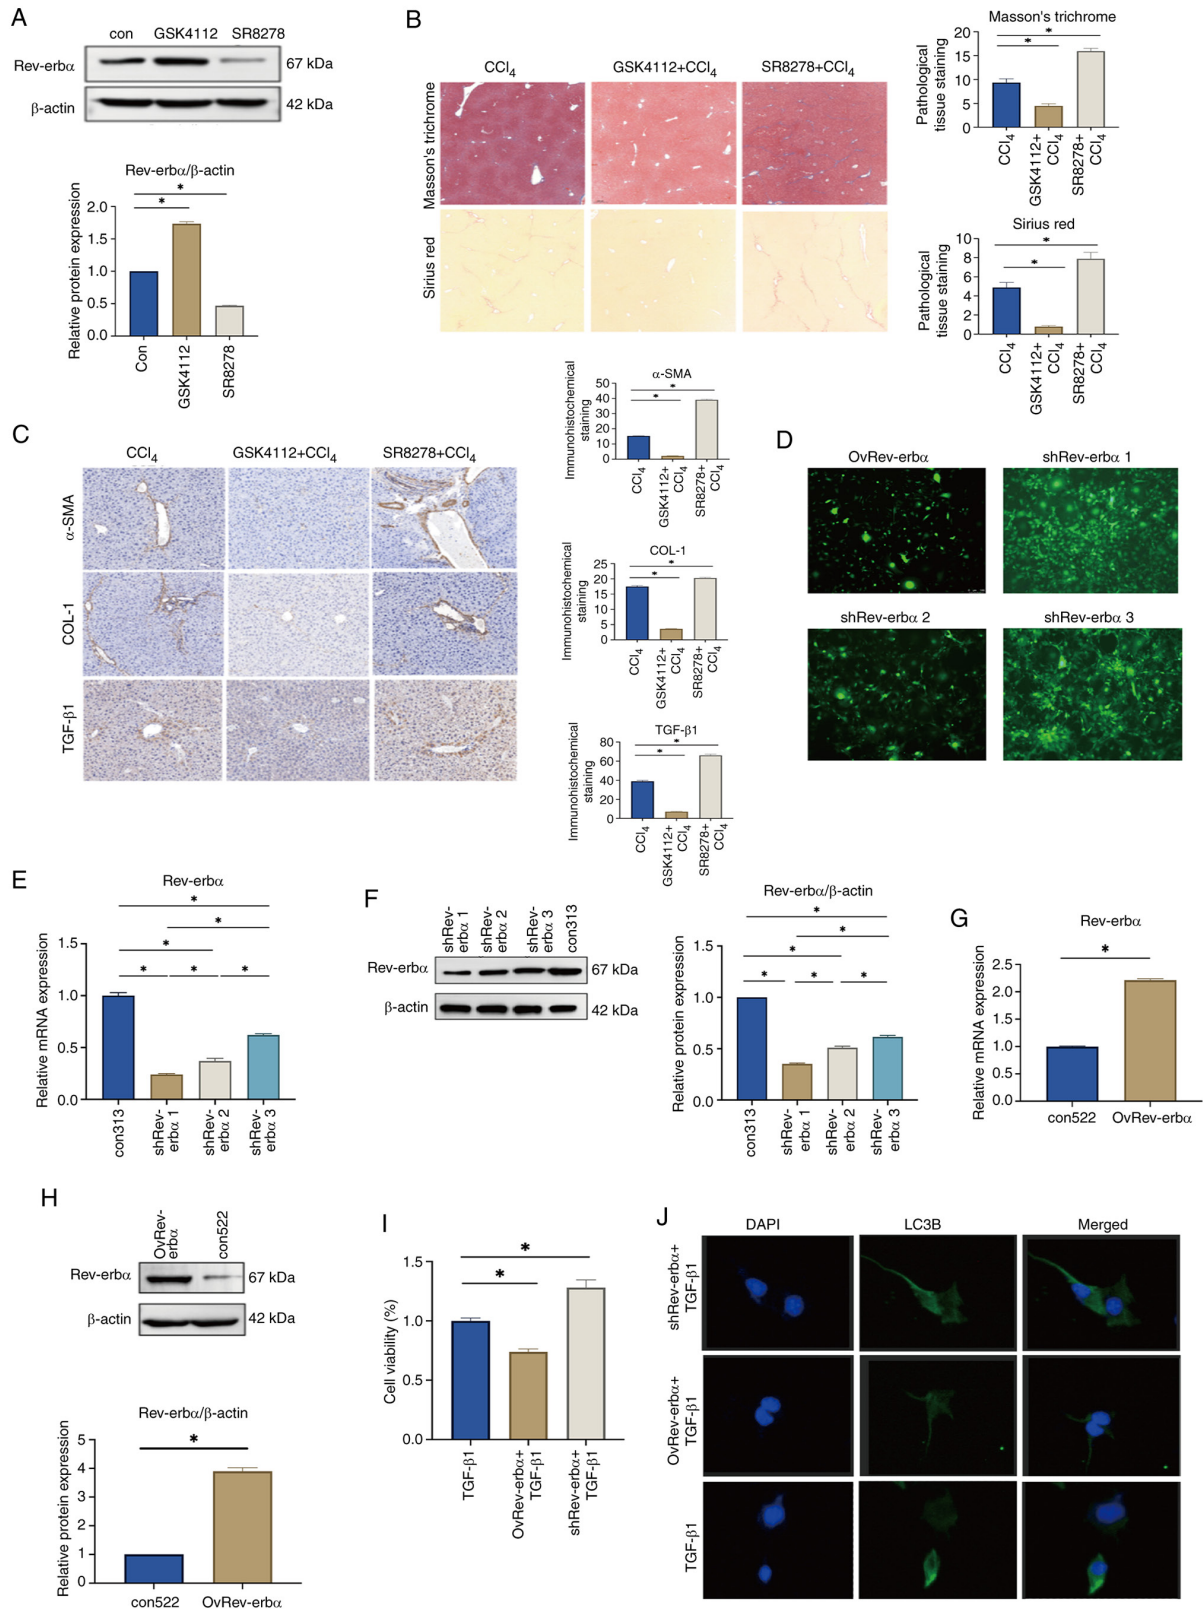 A
con GSK4112 SR8278
Rev-erbα 67 kDa
β-actin 42 kDa
Rev-erbα/β-actin
*
*
Relative protein expression
2.0
1.5
1.0
0.5
0.0
Con
GSK4112
SR8278
B
CCl4 GSK4112+CCl4 SR8278+CCl4
Masson's trichrome
Sirius red
Masson's trichrome
*
*
Pathological
tissue staining
20
15
10
5
0
CCl4
GSK4112+
CCl4
SR8278+
CCl4
Sirius red
*
*
Pathological
tissue staining
10
8
6
4
2
0
CCl4
GSK4112+
CCl4
SR8278+
CCl4
C
CCl4 GSK4112+CCl4 SR8278+CCl4
α-SMA
COL-1
TGF-β1
α-SMA
*
*
Immunohistochemical
staining
50
40
30
20
10
0
CCl4
GSK4112+
CCl4
SR8278+
CCl4
COL-1
*
*
Immunohistochemical
staining
25
20
15
10
5
0
CCl4
GSK4112+
CCl4
SR8278+
CCl4
TGF-β1
*
*
Immunohistochemical
staining
80
60
40
20
0
CCl4
GSK4112+
CCl4
SR8278+
CCl4
D
OvRev-erbα shRev-erbα 1
shRev-erbα 2 shRev-erbα 3
E
Rev-erbα
*
*
*
* * *
Relative mRNA expression
1.5
1.0
0.5
0.0
con313
shRev-
erbα 1
shRev-
erbα 2
shRev-
erbα 3
F
shRev-
erbα 1
shRev-
erbα 2
shRev-
erbα 3
con313
Rev-erbα 67 kDa
β-actin 42 kDa
Rev-erbα/β-actin
*
*
*
* * *
Relative protein expression
1.5
1.0
0.5
0.0
con313
shRev-
erbα 1
shRev-
erbα 2
shRev-
erbα 3
G
Rev-erbα
*
Relative mRNA expression
2.5
2.0
1.5
1.0
0.5
0.0
con522 OvRev-erbα
H
OvRev-
erbα
con522
Rev-erbα 67 kDa
β-actin 42 kDa
Rev-erbα/β-actin
*
Relative protein expression
5
4
3
2
1
0
con522 OvRev-erbα
I
*
*
Cell viability (%)
1.5
1.0
0.5
0.0
TGF-β1
OvRev-erbα+
TGF-β1
shRev-erbα+
TGF-β1
J
DAPI LC3B Merged
shRev-erbα+
TGF-β1
OvRev-erbα+
TGF-β1
TGF-β1